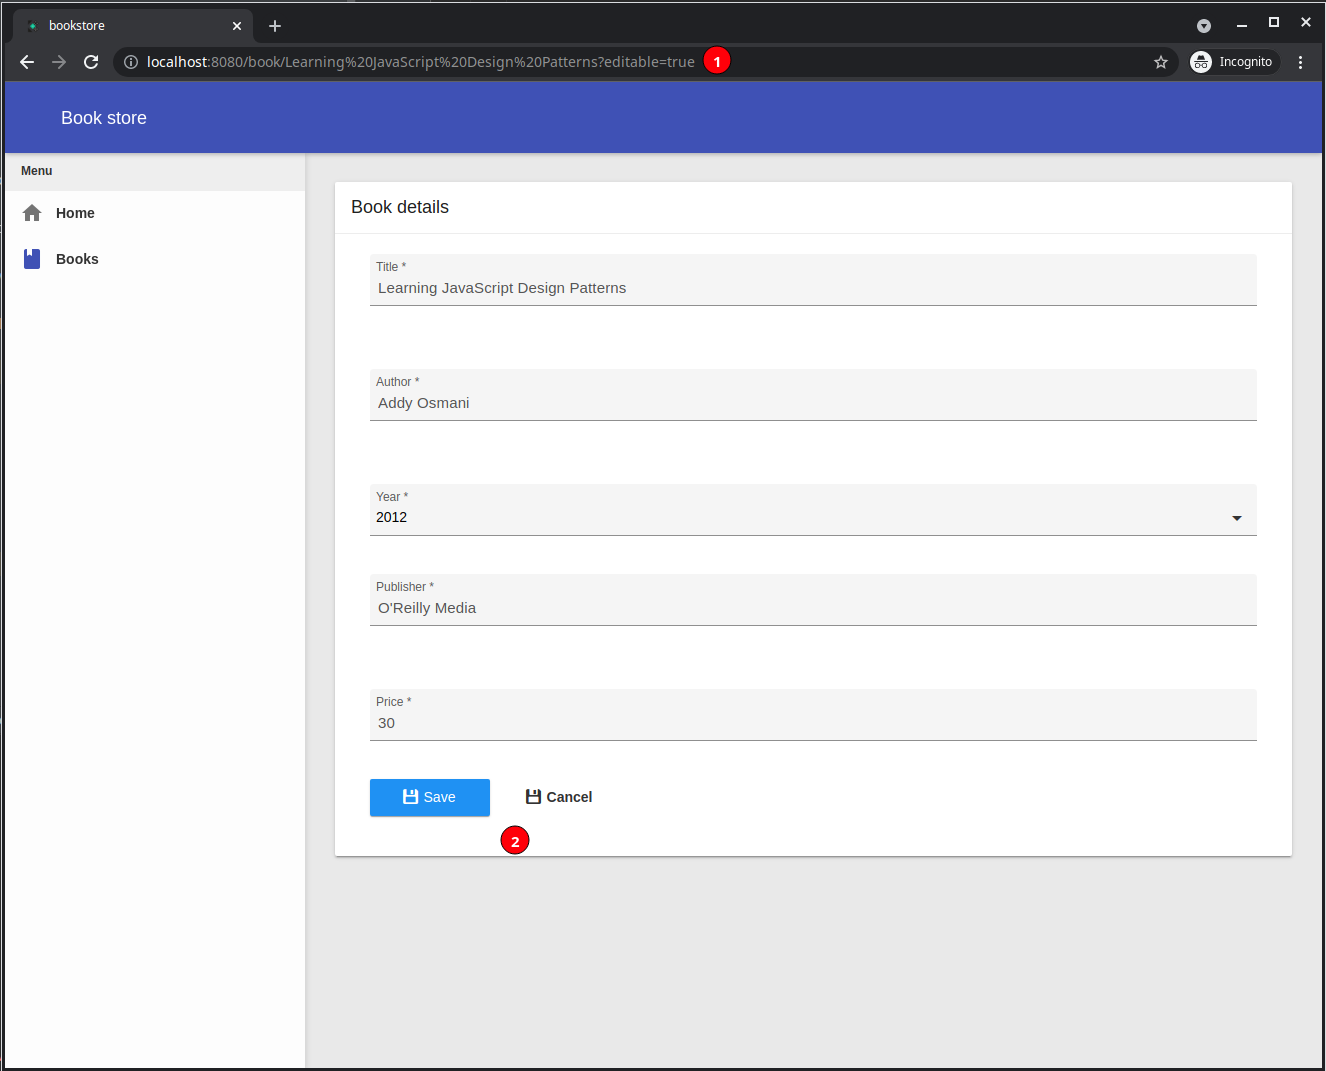 bookstore
localhost:8080/book/Learning%20JavaScript%20Design%20Patterns?editable=true
1
Incognito
Book store
Menu
Home
Books
Book details
Title *
Learning JavaScript Design Patterns
Author *
Addy Osmani
Year *
2012
Publisher *
O'Reilly Media
Price *
30
Save
Cancel
2